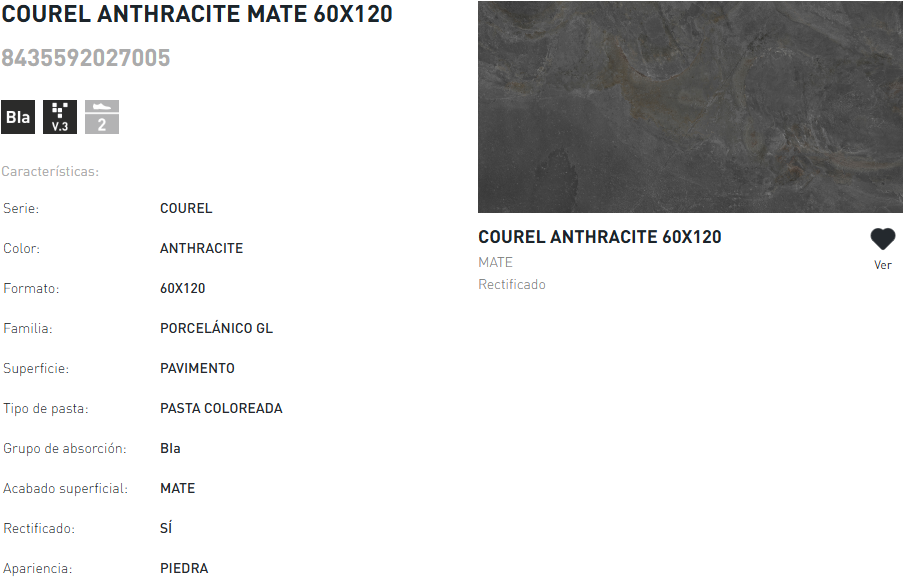 COUREL ANTHRACITE MATE 60X120
8435592027005
BIa
V.3
2
Características:
Serie: COUREL
Color: ANTHRACITE
Formato: 60X120
Familia: PORCELÁNICO GL
Superficie: PAVIMENTO
Tipo de pasta: PASTA COLOREADA
Grupo de absorción: BIa
Acabado superficial: MATE
Rectificado: SÍ
Apariencia: PIEDRA
COUREL ANTHRACITE 60X120
MATE
Rectificado
Ver